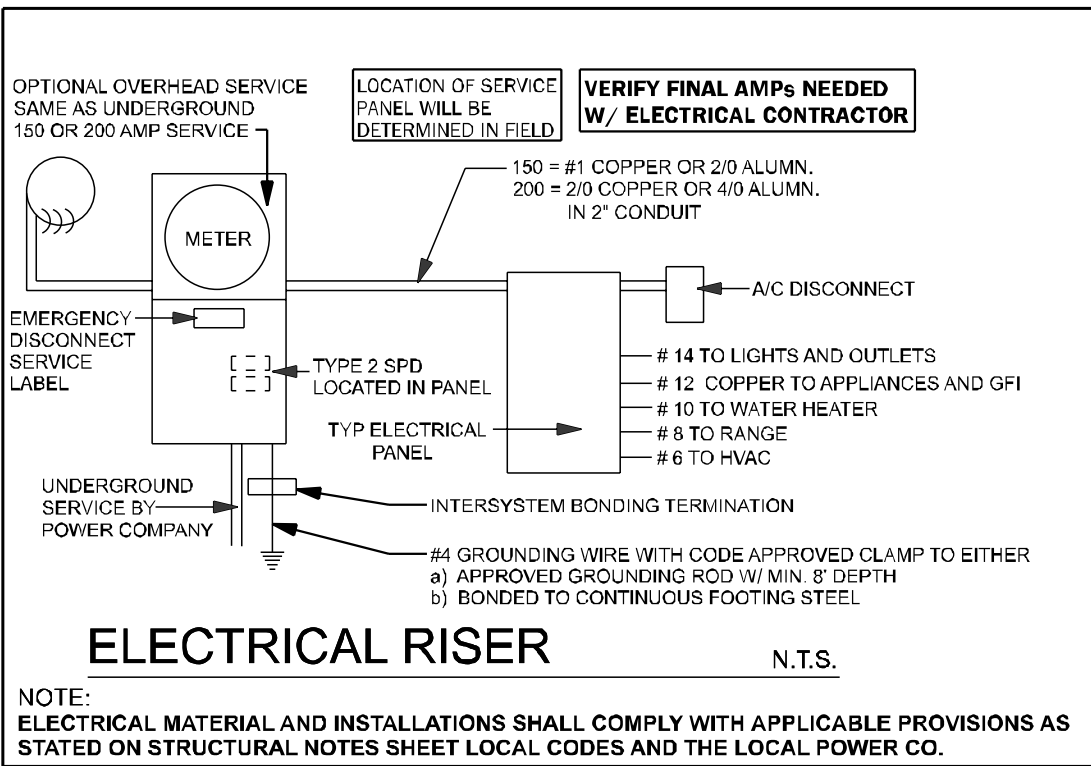 OPTIONAL OVERHEAD SERVICE
SAME AS UNDERGROUND
150 OR 200 AMP SERVICE
LOCATION OF SERVICE
PANEL WILL BE
DETERMINED IN FIELD
VERIFY FINAL AMPs NEEDED
W/ ELECTRICAL CONTRACTOR
150 = #1 COPPER OR 2/0 ALUMN.
200 = 2/0 COPPER OR 4/0 ALUMN.
IN 2" CONDUIT
METER
A/C DISCONNECT
EMERGENCY
DISCONNECT
SERVICE
LABEL
TYPE 2 SPD
LOCATED IN PANEL
# 14 TO LIGHTS AND OUTLETS
# 12 COPPER TO APPLIANCES AND GFI
# 10 TO WATER HEATER
# 8 TO RANGE
# 6 TO HVAC
TYP ELECTRICAL
PANEL
UNDERGROUND
SERVICE BY
POWER COMPANY
INTERSYSTEM BONDING TERMINATION
#4 GROUNDING WIRE WITH CODE APPROVED CLAMP TO EITHER
a) APPROVED GROUNDING ROD W/ MIN. 8' DEPTH
b) BONDED TO CONTINUOUS FOOTING STEEL
ELECTRICAL RISER
N.T.S.
NOTE:
ELECTRICAL MATERIAL AND INSTALLATIONS SHALL COMPLY WITH APPLICABLE PROVISIONS AS
STATED ON STRUCTURAL NOTES SHEET LOCAL CODES AND THE LOCAL POWER CO.